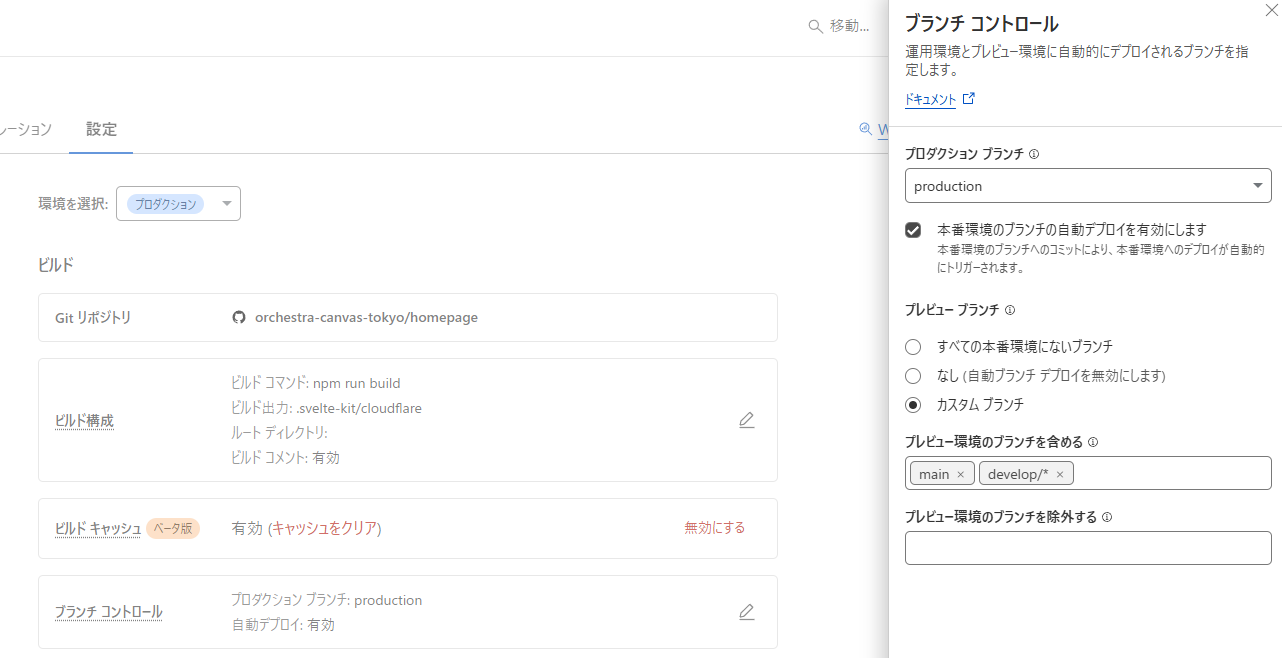 移動...
レーション
設定
W
環境を選択:
プロダクション
ビルド
Git リポジトリ
orchestra-canvas-tokyo/homepage
ビルド構成
ビルド コマンド: npm run build
ビルド出力: .svelte-kit/cloudflare
ルート ディレクトリ:
ビルド コメント: 有効
ビルド キャッシュ
ベータ版
有効 (キャッシュをクリア)
無効にする
ブランチ コントロール
プロダクション ブランチ: production
自動デプロイ: 有効
ブランチ コントロール
運用環境とプレビュー環境に自動的にデプロイされるブランチを指
定します。
ドキュメント
プロダクション ブランチ
production
本番環境のブランチの自動デプロイを有効にします
本番環境のブランチへのコミットにより、本番環境へのデプロイが自動的
にトリガーされます。
プレビュー ブランチ
すべての本番環境にないブランチ
なし (自動ブランチ デプロイを無効にします)
カスタム ブランチ
プレビュー環境のブランチを含める
main ×
develop/* ×
プレビュー環境のブランチを除外する